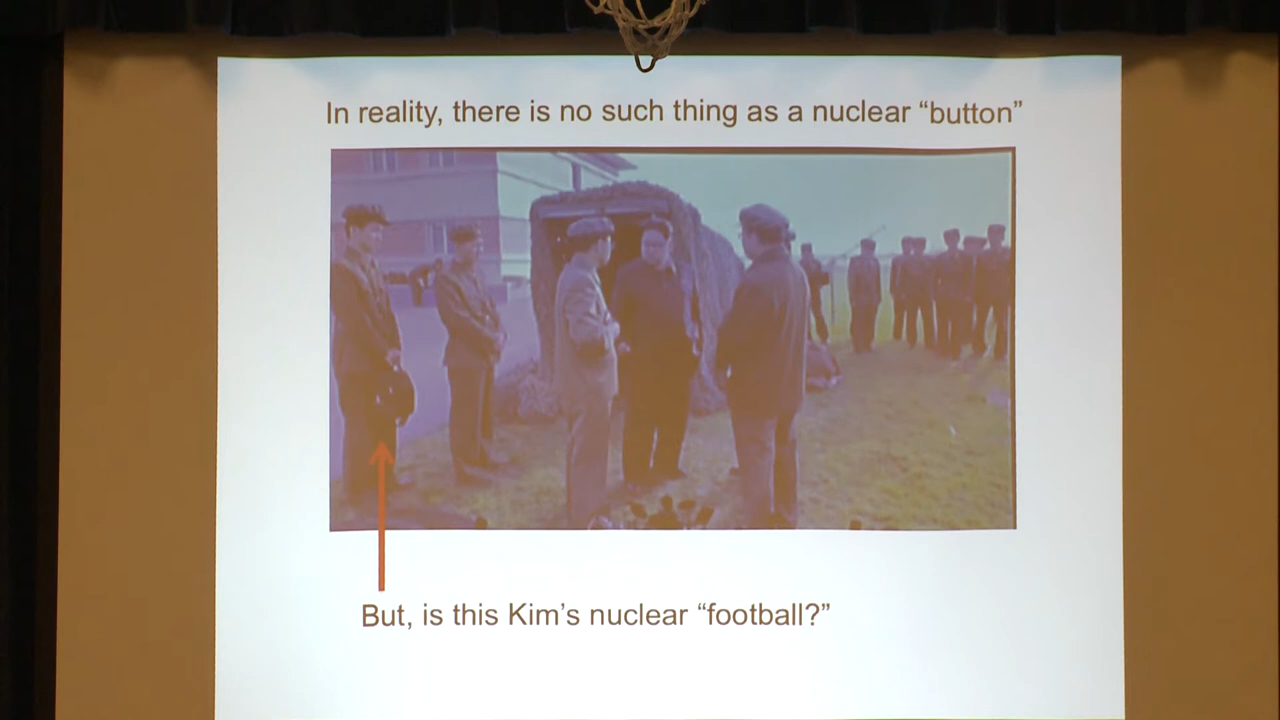 In reality, there is no such thing as a nuclear “button”
But, is this Kim’s nuclear “football?”